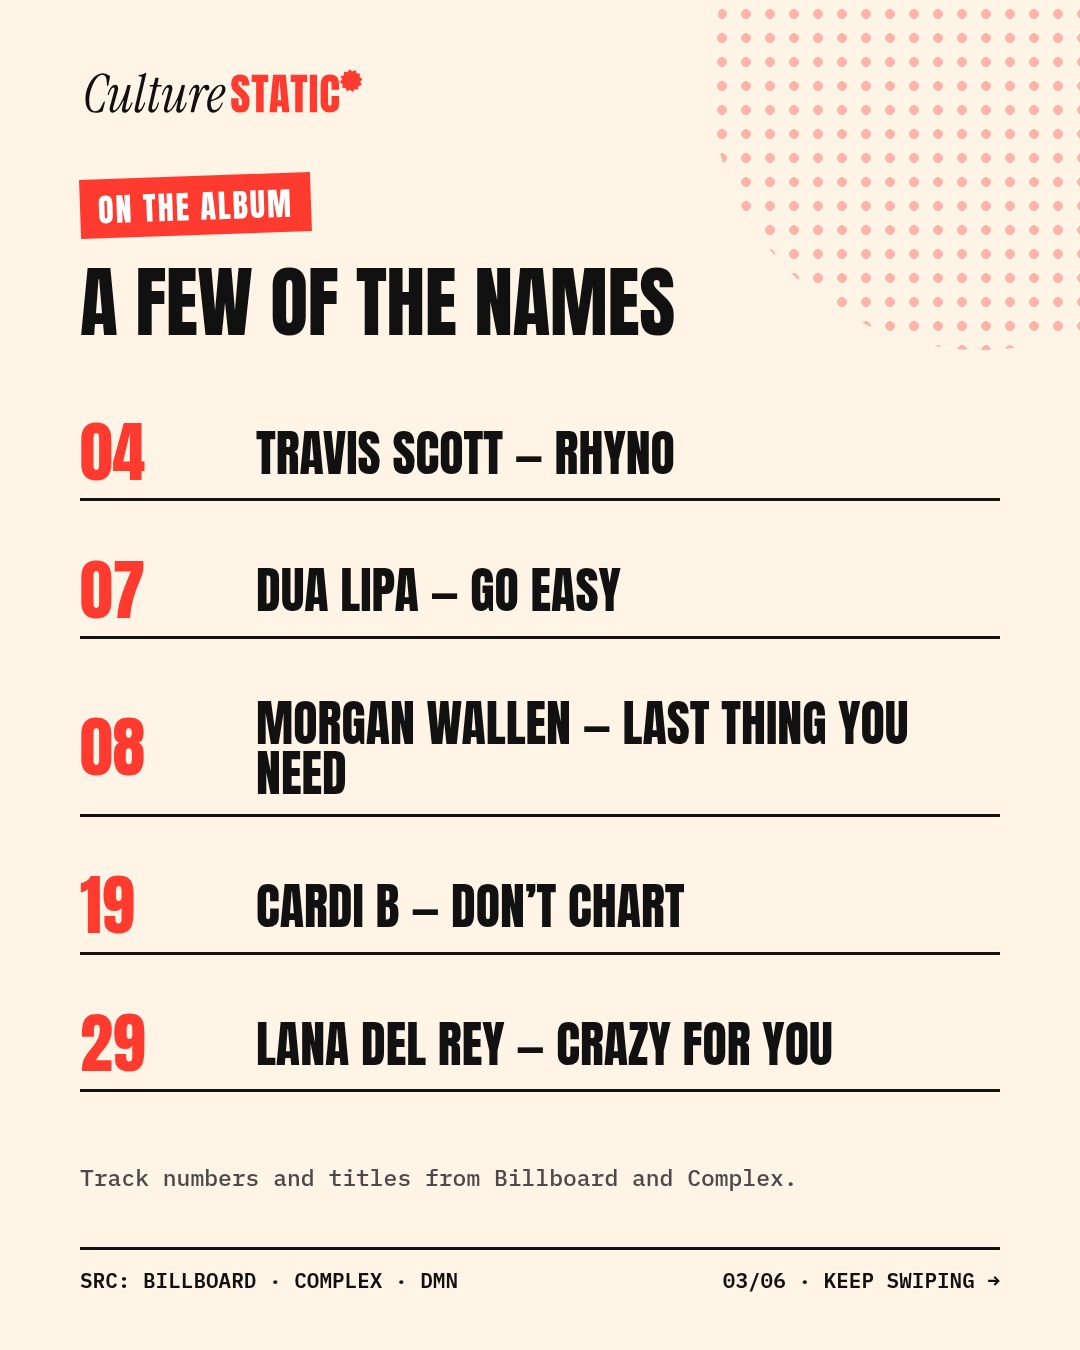 Culture STATIC
ON THE ALBUM
A FEW OF THE NAMES
04 TRAVIS SCOTT – RHYNO
07 DUA LIPA – GO EASY
08 MORGAN WALLEN – LAST THING YOU
NEED
19 CARDI B – DON’T CHART
29 LANA DEL REY – CRAZY FOR YOU
Track numbers and titles from Billboard and Complex.
SRC: BILLBOARD · COMPLEX · DMN
03/06 · KEEP SWIPING →